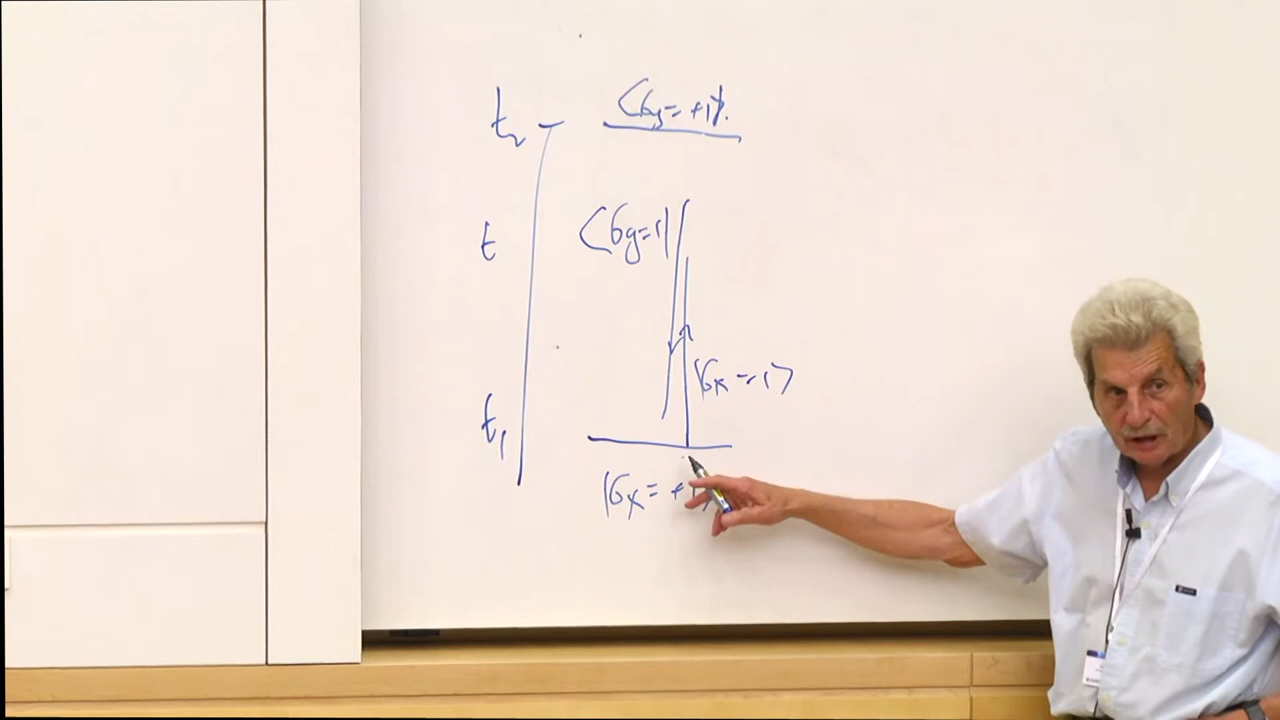 t₂ ⟨σy = +1|
t ⟨σy=1|
|σx = 1⟩
t₁
|σx = +1⟩